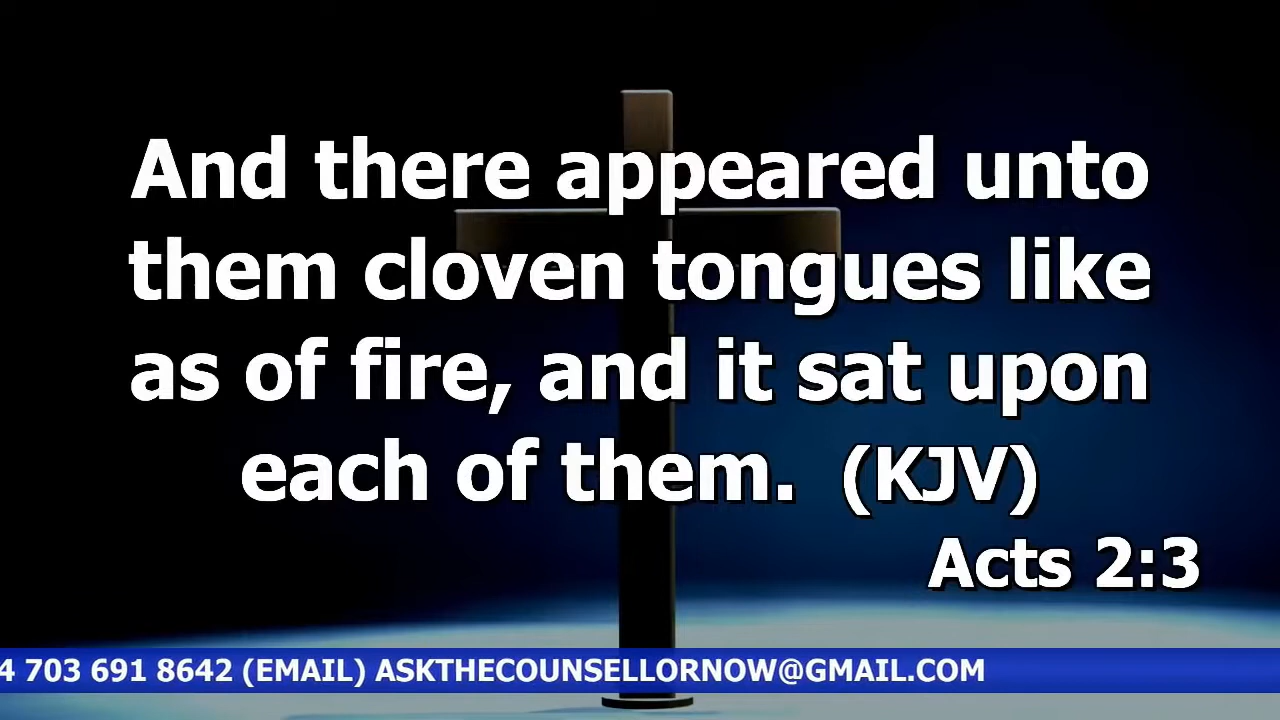 And there appeared unto
them cloven tongues like
as of fire, and it sat upon
each of them. (KJV)
Acts 2:3
4 703 691 8642 (EMAIL) ASKTHECOUNSELLORNOW@GMAIL.COM